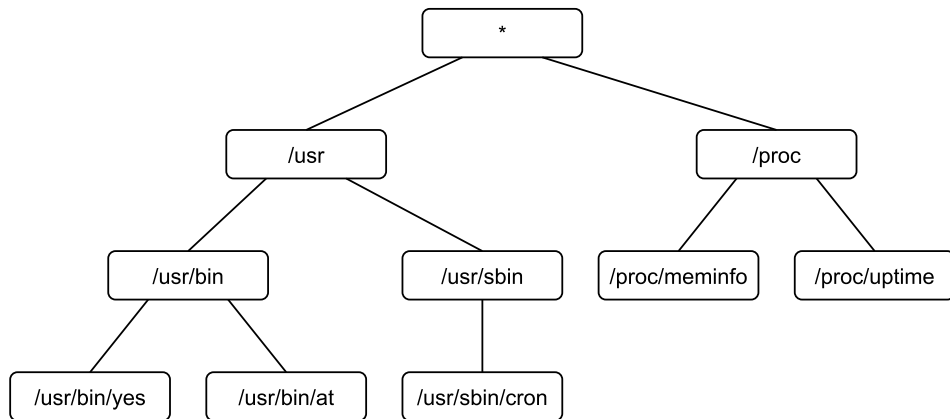 *
/usr
/proc
/usr/bin
/usr/sbin
/proc/meminfo
/proc/uptime
/usr/bin/yes
/usr/bin/at
/usr/sbin/cron